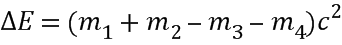 ΔE = (m₁ + m₂ – m₃ – m₄)c²